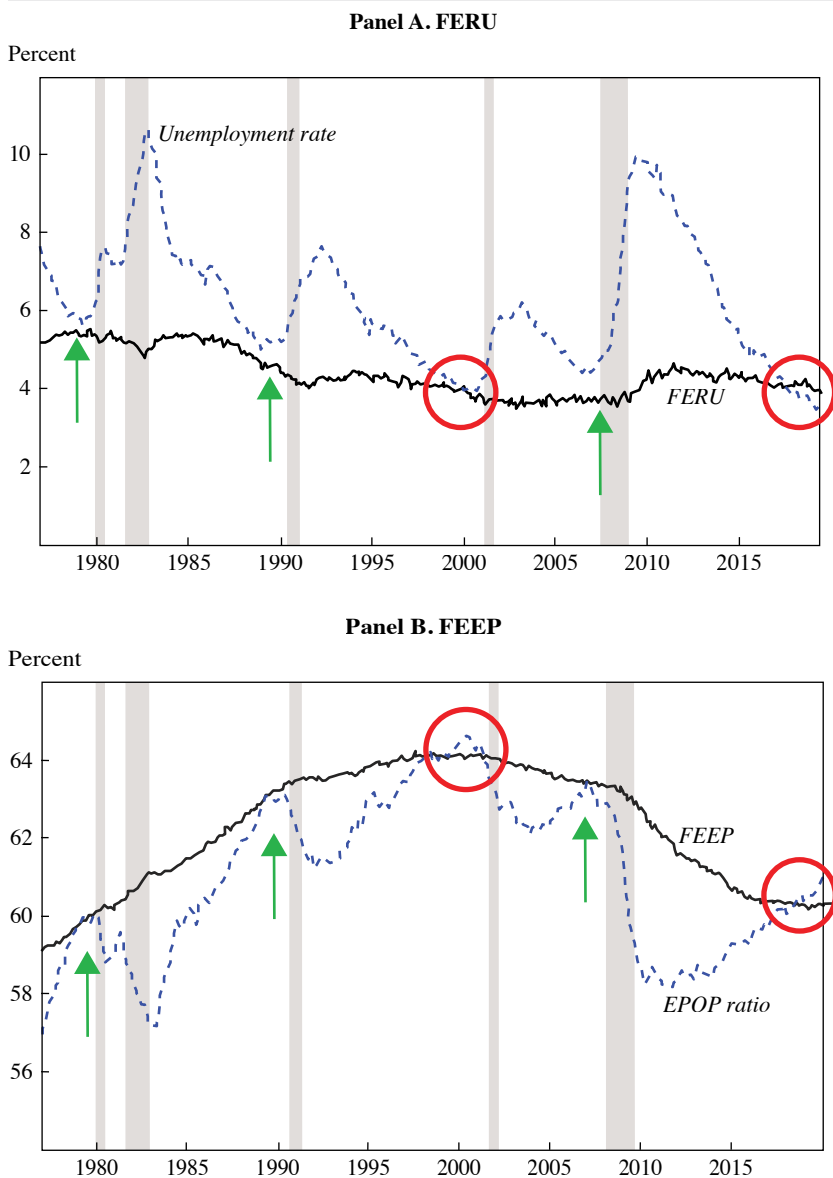 Panel A. FERU
Percent
Unemployment rate
10
8
6
4
FERU
2
1980 1985 1990 1995 2000 2005 2010 2015
Panel B. FEEP
Percent
64
62
FEEP
60
58
EPOP ratio
56
1980 1985 1990 1995 2000 2005 2010 2015